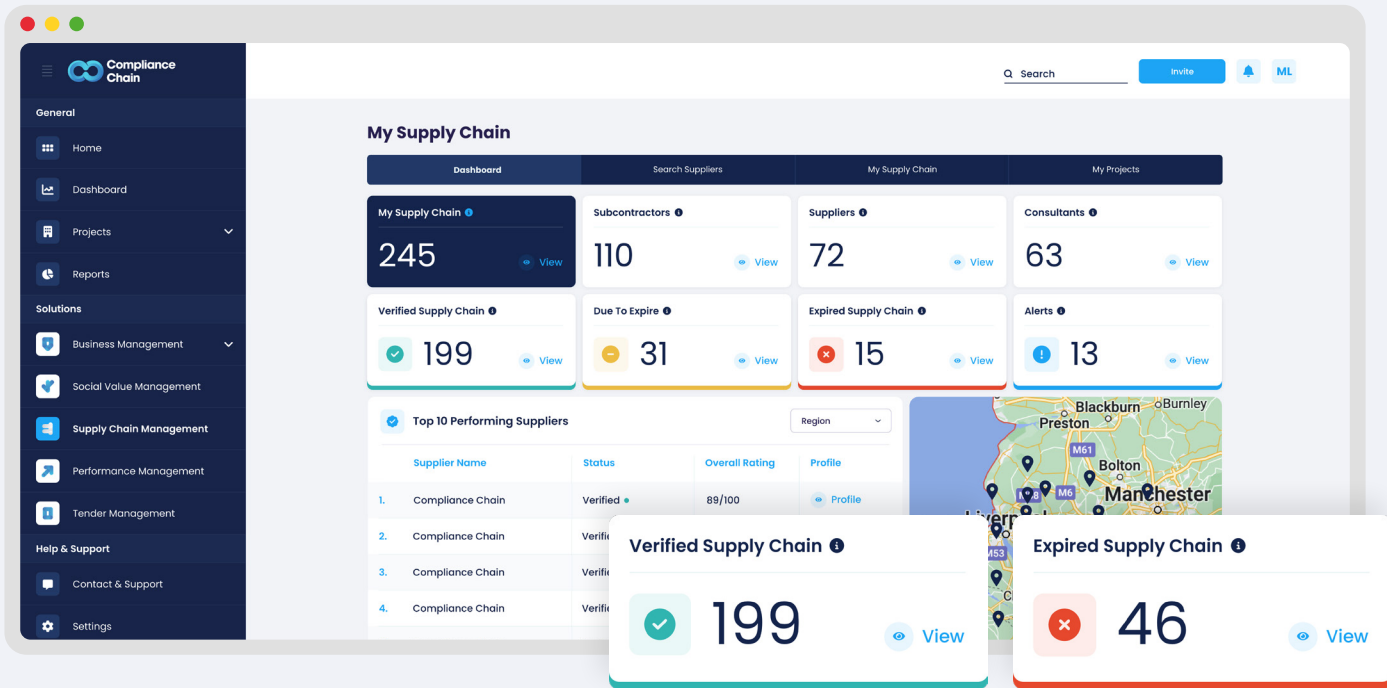 Compliance
Chain
Search
Invite
ML
General
Home
Dashboard
Projects
Reports
Solutions
Business Management
Social Value Management
Supply Chain Management
Performance Management
Tender Management
Help & Support
Contact & Support
Settings
My Supply Chain
Dashboard Search Suppliers My Supply Chain My Projects
My Supply Chain
245 View
Subcontractors
110 View
Suppliers
72 View
Consultants
63 View
Verified Supply Chain
199 View
Due To Expire
31 View
Expired Supply Chain
15 View
Alerts
13 View
Top 10 Performing Suppliers
Region
Supplier Name Status Overall Rating Profile
1. Compliance Chain Verified 89/100 Profile
2. Compliance Chain
3. Compliance Chain
4. Compliance Chain
Blackburn
Burnley
Preston
M61
Bolton
M6
Manchester
M53
Verified Supply Chain
199 View
Expired Supply Chain
46 View